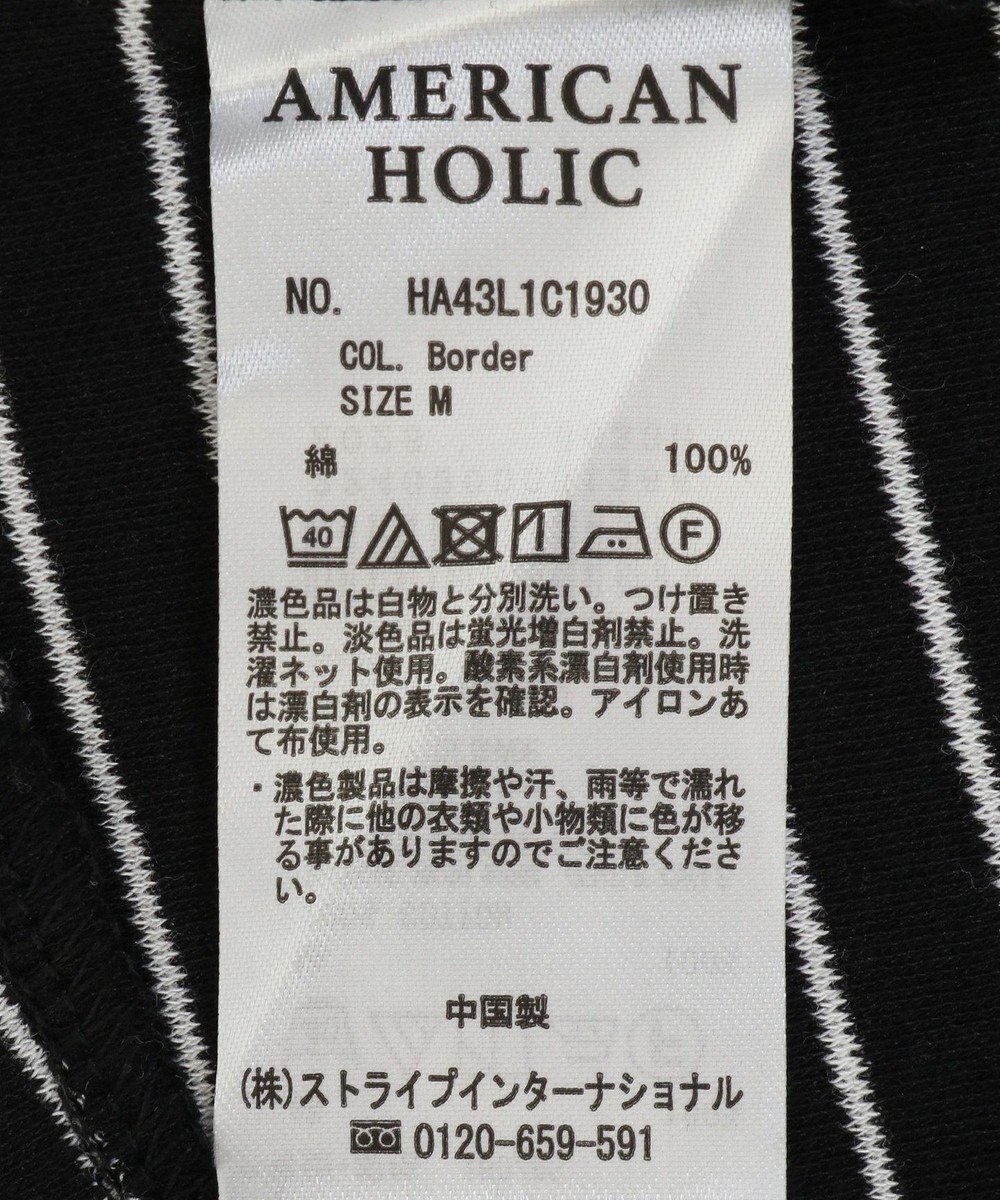 AMERICAN
HOLIC
NO. HA43L1C1930
COL. Border
SIZE M
綿 100%
40 F
濃色品は白物と分別洗い。つけ置き
禁止。淡色品は蛍光増白剤禁止。洗
濯ネット使用。酸素系漂白剤使用時
は漂白剤の表示を確認。アイロンあ
て布使用。
・濃色製品は摩擦や汗、雨等で濡れ
た際に他の衣類や小物類に色が移
る事がありますのでご注意くださ
い。
中国製
(株)ストライプインターナショナル
0120-659-591